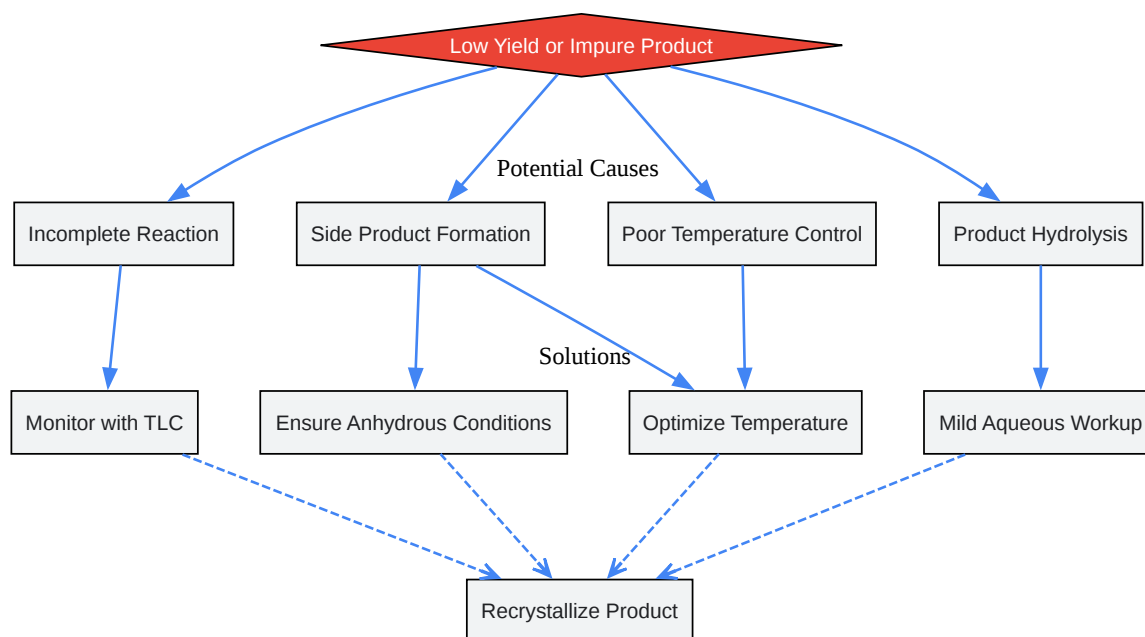 Low Yield or Impure Product
Potential Causes
Incomplete Reaction
Side Product Formation
Poor Temperature Control
Product Hydrolysis
Solutions
Monitor with TLC
Ensure Anhydrous Conditions
Optimize Temperature
Mild Aqueous Workup
Recrystallize Product